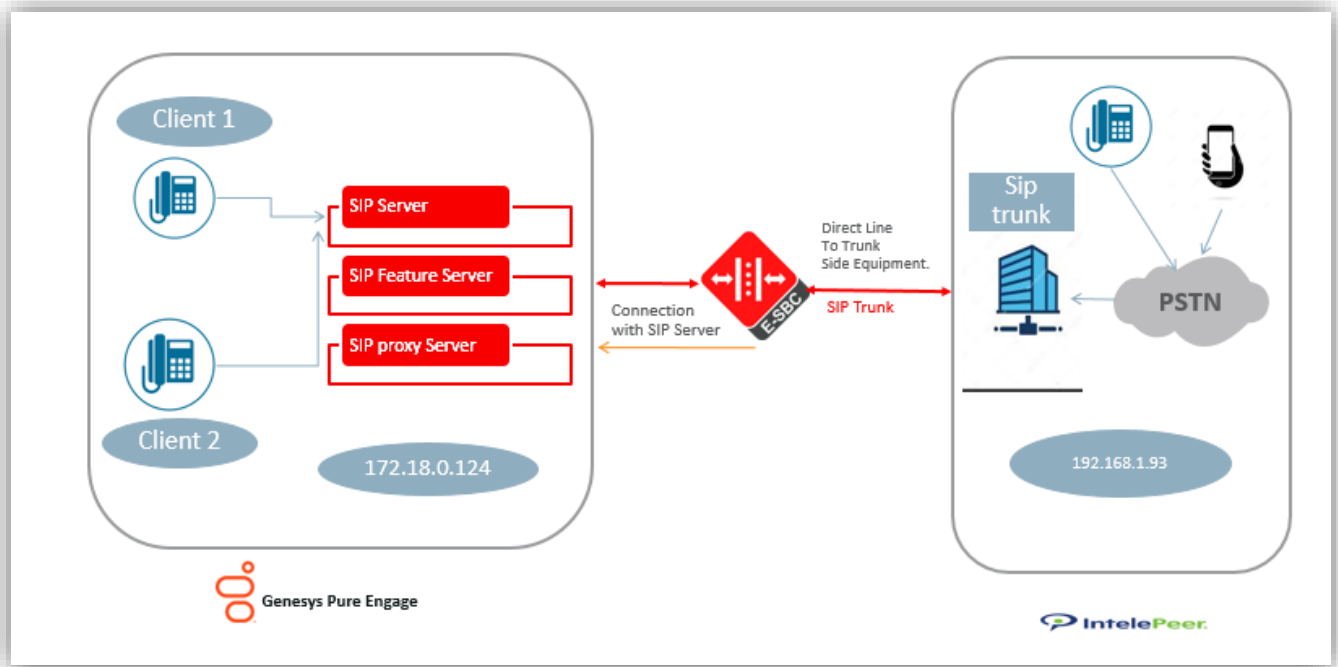 Client 1
SIP Server
SIP Feature Server
SIP proxy Server
Client 2
172.18.0.124
Genesys Pure Engage
Connection
with SIP Server
E-SBC
Direct Line
To Trunk
Side Equipment.
SIP Trunk
Sip
trunk
PSTN
192.168.1.93
IntelePeer.